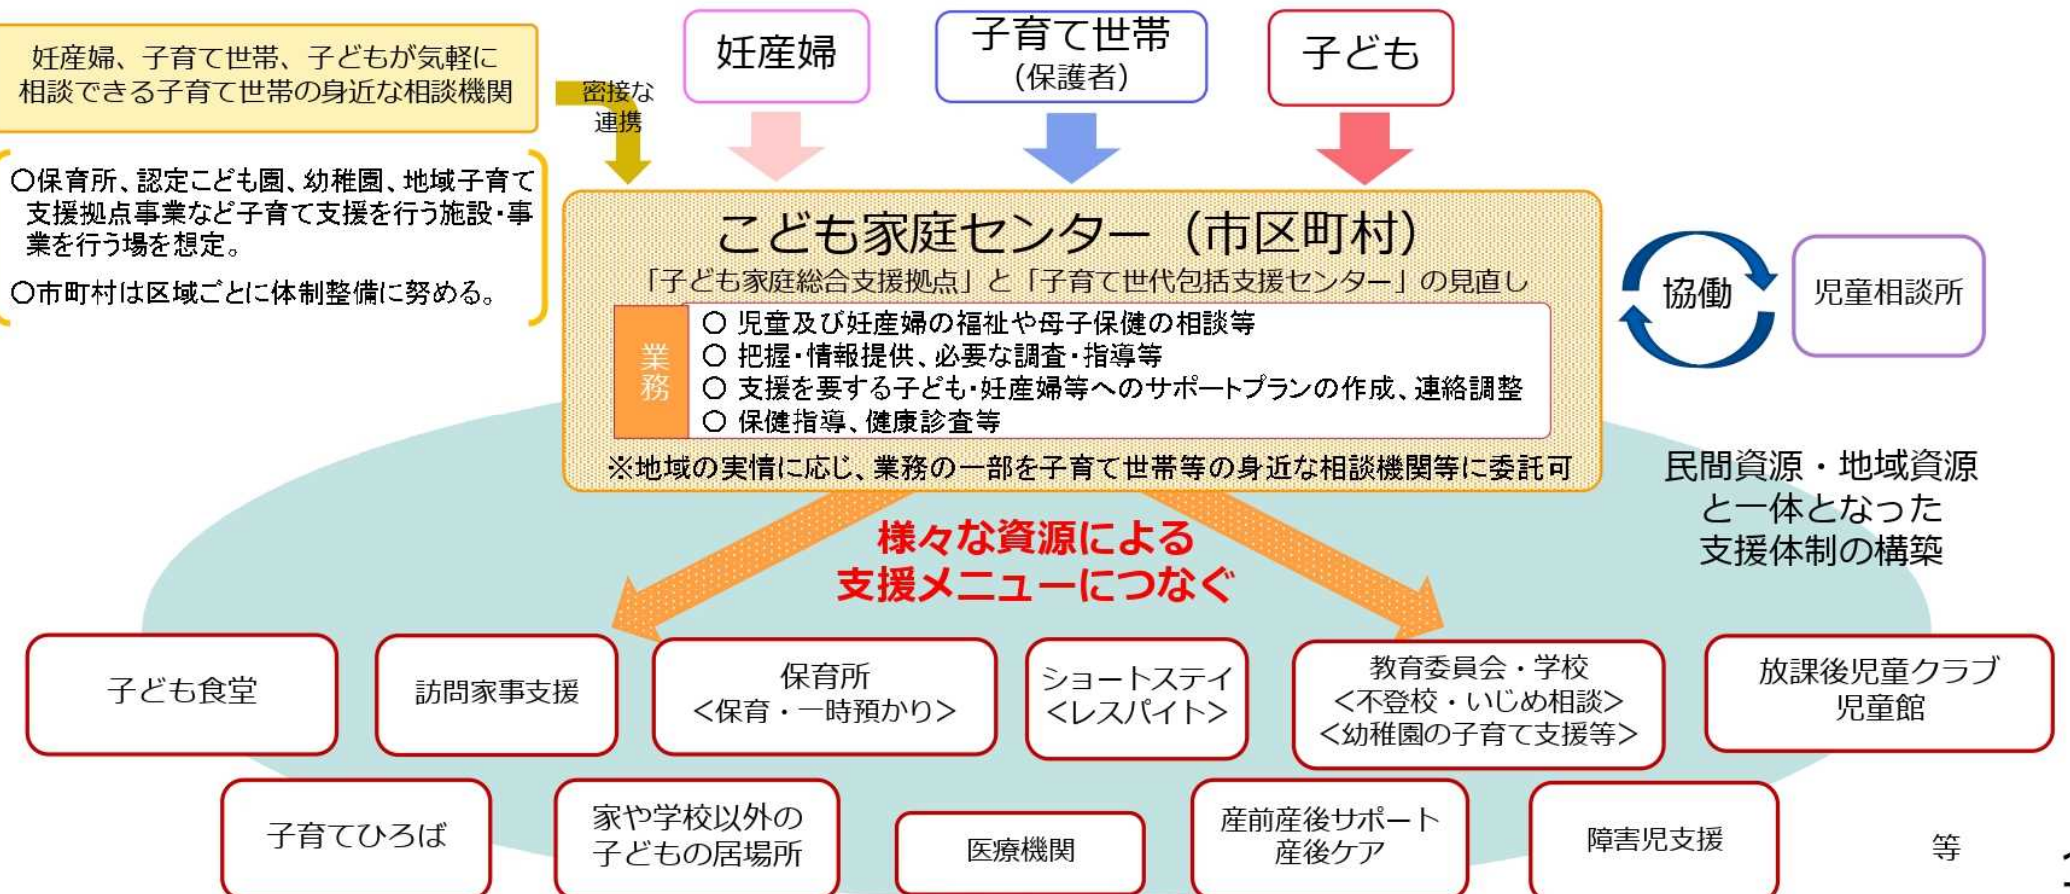 妊産婦、子育て世帯、子どもが気軽に
相談できる子育て世帯の身近な相談機関
密接な
連携
妊産婦
子育て世帯
（保護者）
子ども
○保育所、認定こども園、幼稚園、地域子育て
支援拠点事業など子育て支援を行う施設・事
業を行う場を想定。
○市町村は区域ごとに体制整備に努める。
こども家庭センター（市区町村）
「子ども家庭総合支援拠点」と「子育て世代包括支援センター」の見直し
業務
○ 児童及び妊産婦の福祉や母子保健の相談等
○ 把握・情報提供、必要な調査・指導等
○ 支援を要する子ども・妊産婦等へのサポートプランの作成、連絡調整
○ 保健指導、健康診査等
※地域の実情に応じ、業務の一部を子育て世帯等の身近な相談機関等に委託可
協働
児童相談所
民間資源・地域資源
と一体となった
支援体制の構築
様々な資源による
支援メニューにつなぐ
子ども食堂
訪問家事支援
保育所
<保育・一時預かり>
ショートステイ
<レスパイト>
教育委員会・学校
<不登校・いじめ相談>
<幼稚園の子育て支援等>
放課後児童クラブ
児童館
子育てひろば
家や学校以外の
子どもの居場所
医療機関
産前産後サポート
産後ケア
障害児支援
等